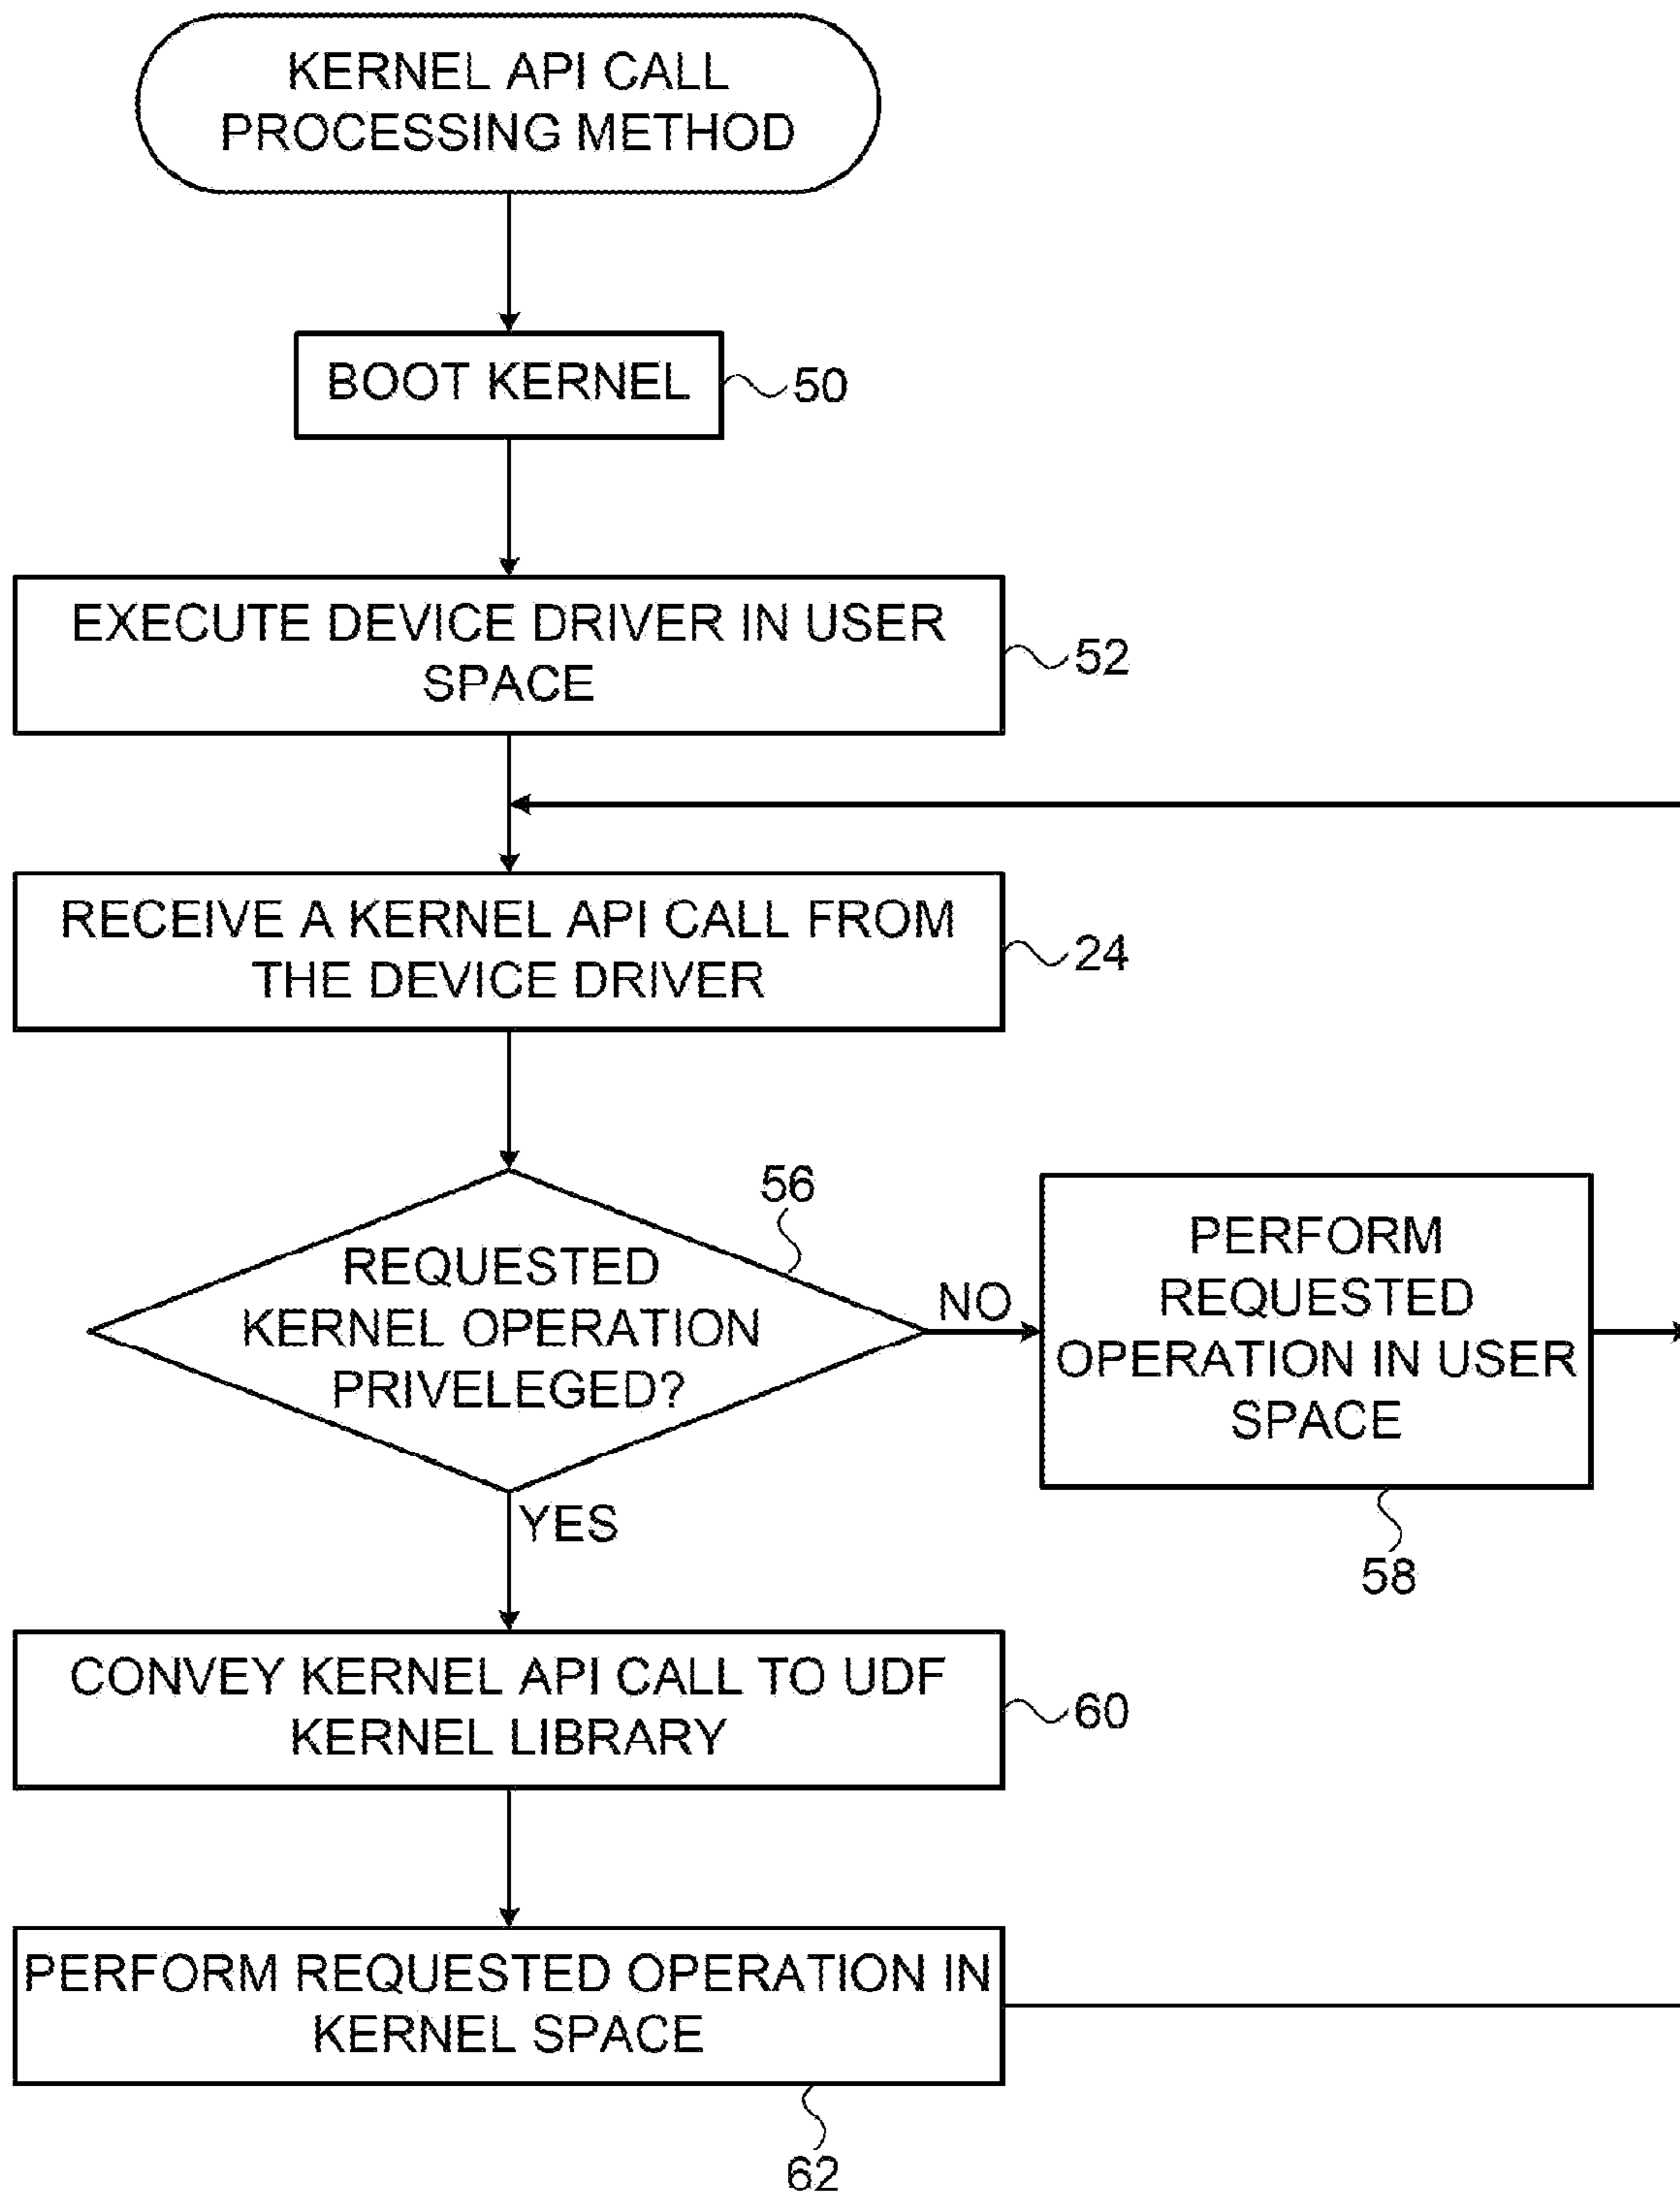 KERNEL API CALL
PROCESSING METHOD
BOOT KERNEL
50
EXECUTE DEVICE DRIVER IN USER
SPACE
52
RECEIVE A KERNEL API CALL FROM
THE DEVICE DRIVER
24
56
REQUESTED
KERNEL OPERATION
PRIVELEGED?
NO
PERFORM
REQUESTED
OPERATION IN USER
SPACE
58
YES
CONVEY KERNEL API CALL TO UDF
KERNEL LIBRARY
60
PERFORM REQUESTED OPERATION IN
KERNEL SPACE
62